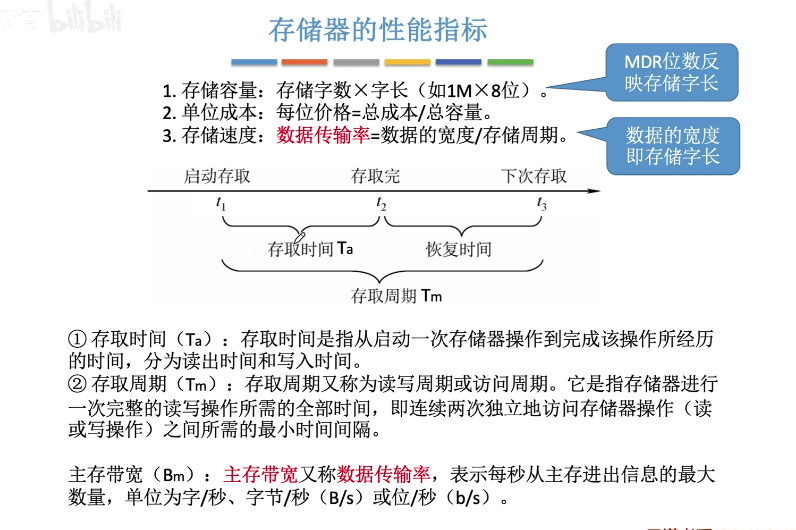 bilibili
存储器的性能指标
MDR位数反
映存储字长
1. 存储容量：存储字数×字长（如1M×8位）。
2. 单位成本：每位价格=总成本/总容量。
3. 存储速度：数据传输率=数据的宽度/存储周期。
数据的宽度
即存储字长
启动存取 存取完 下次存取
t1 t2 t3
存取时间 Ta 恢复时间
存取周期 Tm
① 存取时间（Ta）：存取时间是指从启动一次存储器操作到完成该操作所经历
的时间，分为读出时间和写入时间。
② 存取周期（Tm）：存取周期又称为读写周期或访问周期。它是指存储器进行
一次完整的读写操作所需的全部时间，即连续两次独立地访问存储器操作（读
或写操作）之间所需的最小时间间隔。
主存带宽（Bm）：主存带宽又称数据传输率，表示每秒从主存进出信息的最大
数量，单位为字/秒、字节/秒（B/s）或位/秒（b/s）。